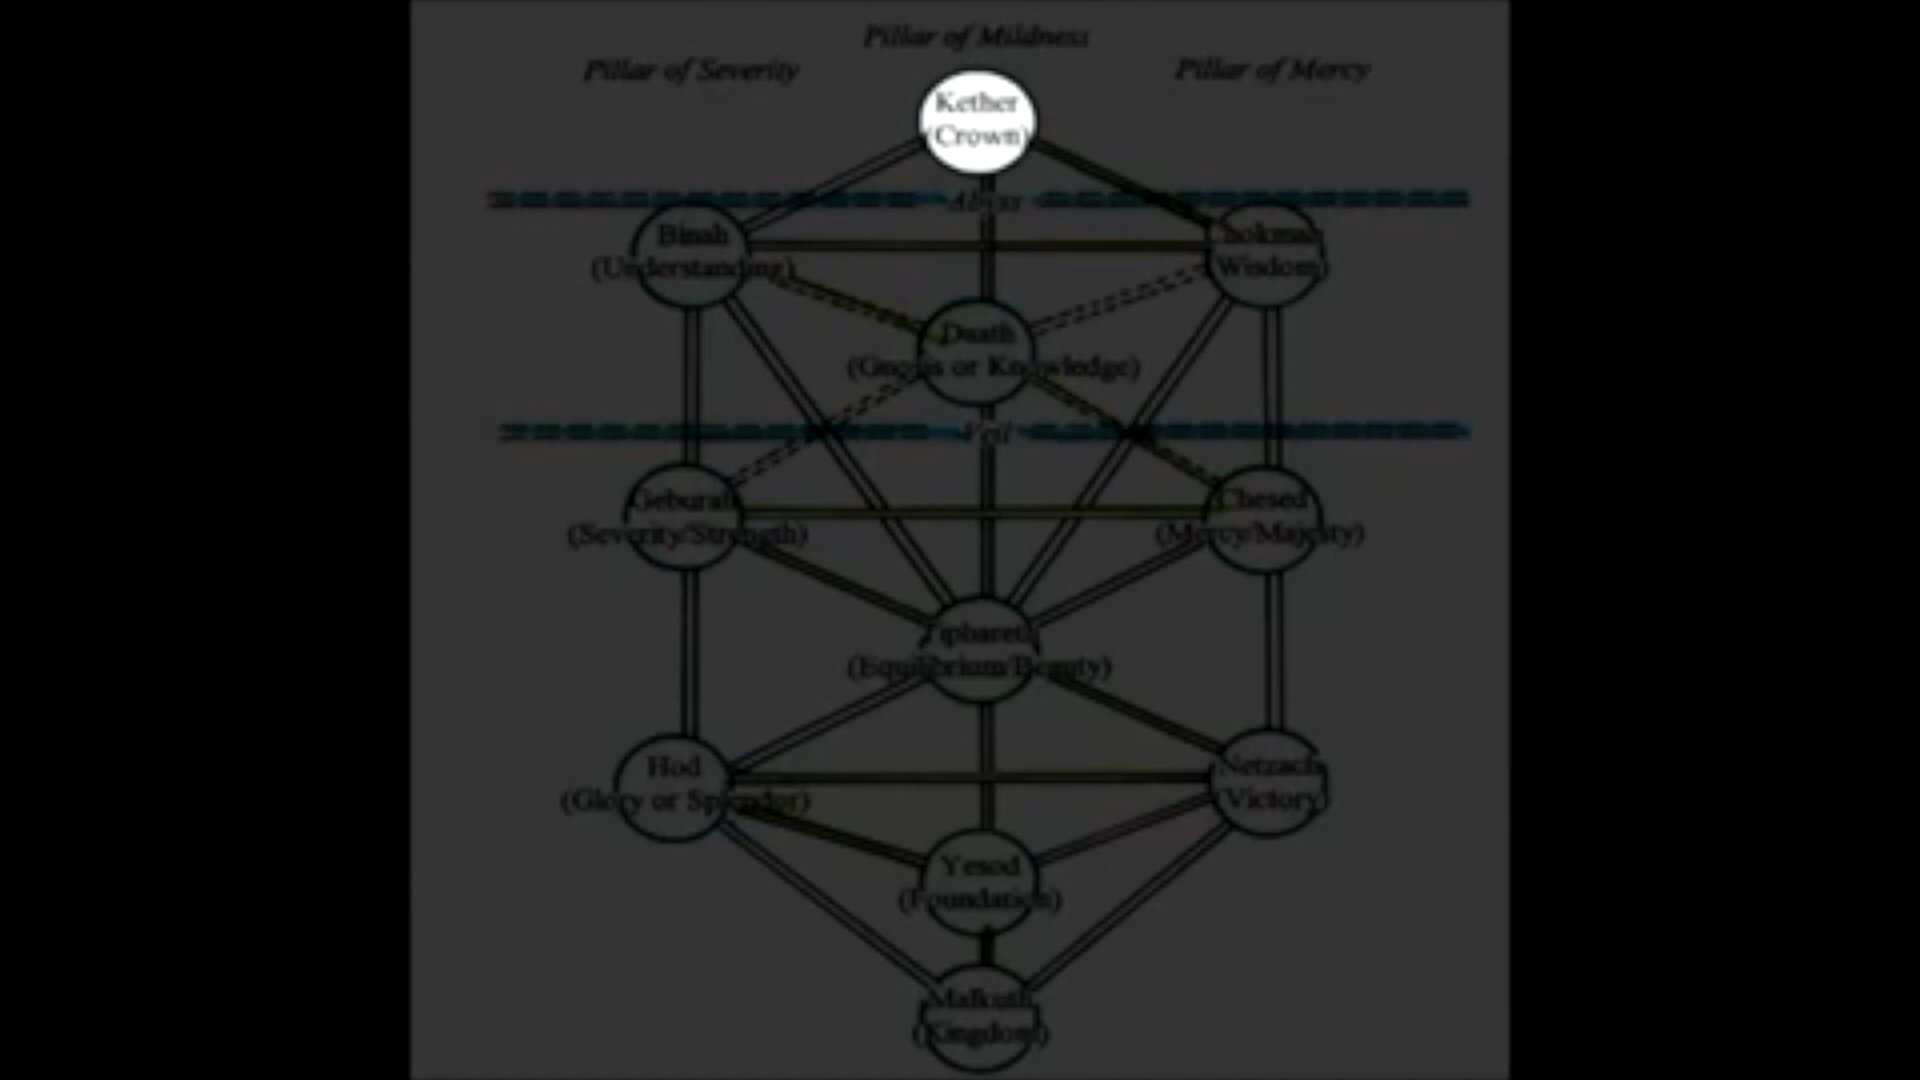 Pillar of Mildness
Pillar of Severity
Pillar of Mercy
Kether
(Crown)
Abyss
Binah
(Understanding)
Chokmah
(Wisdom)
Daath
(Gnosis or Knowledge)
Veil
Geburah
(Severity/Strength)
Chesed
(Mercy/Majesty)
Tiphareth
(Equilibrium/Beauty)
Hod
(Glory or Splendor)
Netzach
(Victory)
Yesod
(Foundation)
Malkuth
(Kingdom)